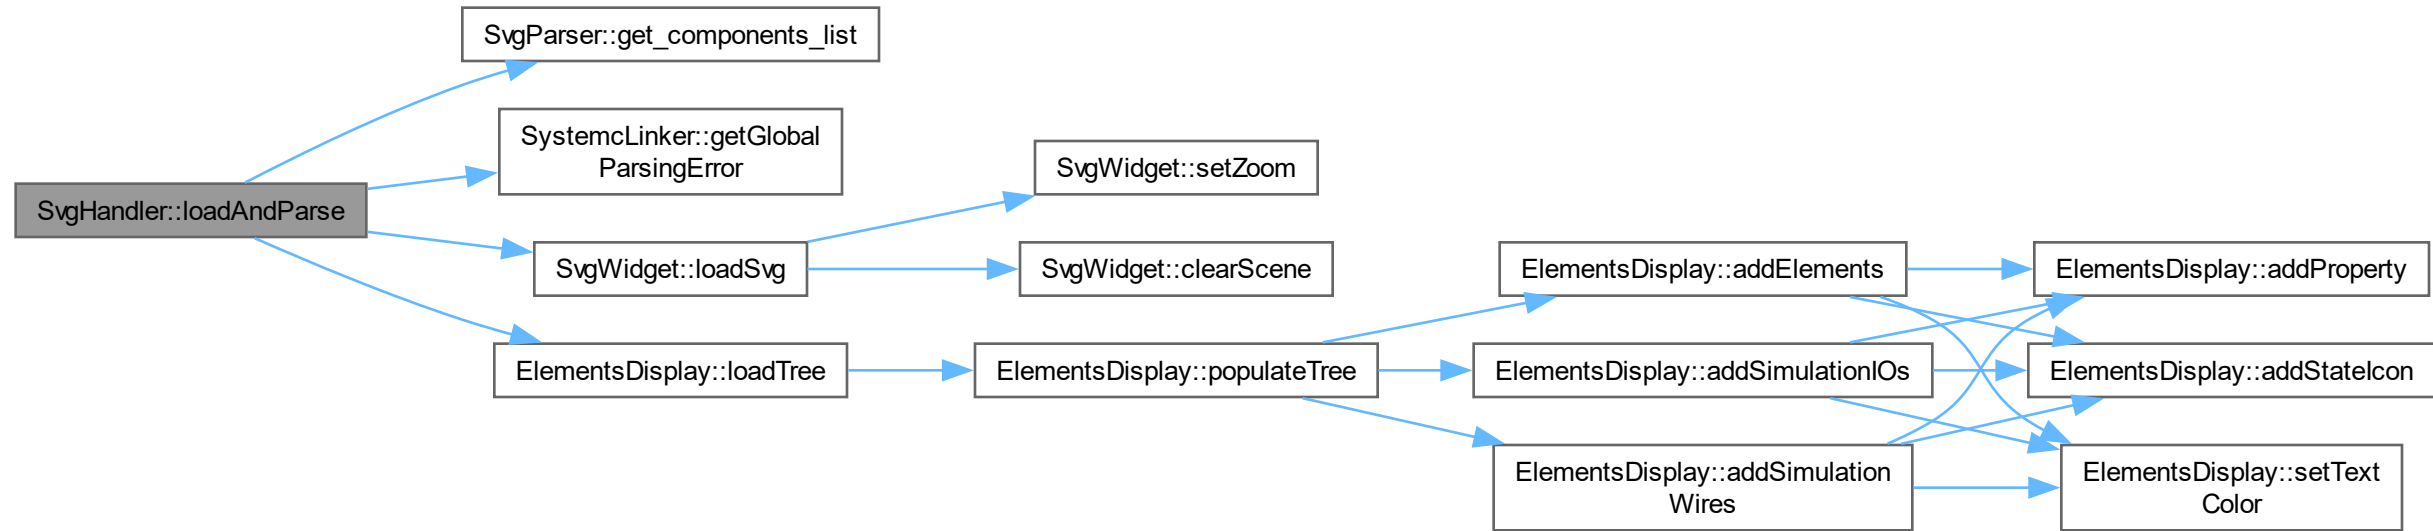 SvgHandler::loadAndParse
SvgParser::get_components_list
SystemcLinker::getGlobal
ParsingError
SvgWidget::loadSvg
ElementsDisplay::loadTree
SvgWidget::setZoom
SvgWidget::clearScene
ElementsDisplay::populateTree
ElementsDisplay::addElements
ElementsDisplay::addSimulationIOs
ElementsDisplay::addSimulation
Wires
ElementsDisplay::addProperty
ElementsDisplay::addStateIcon
ElementsDisplay::setText
Color